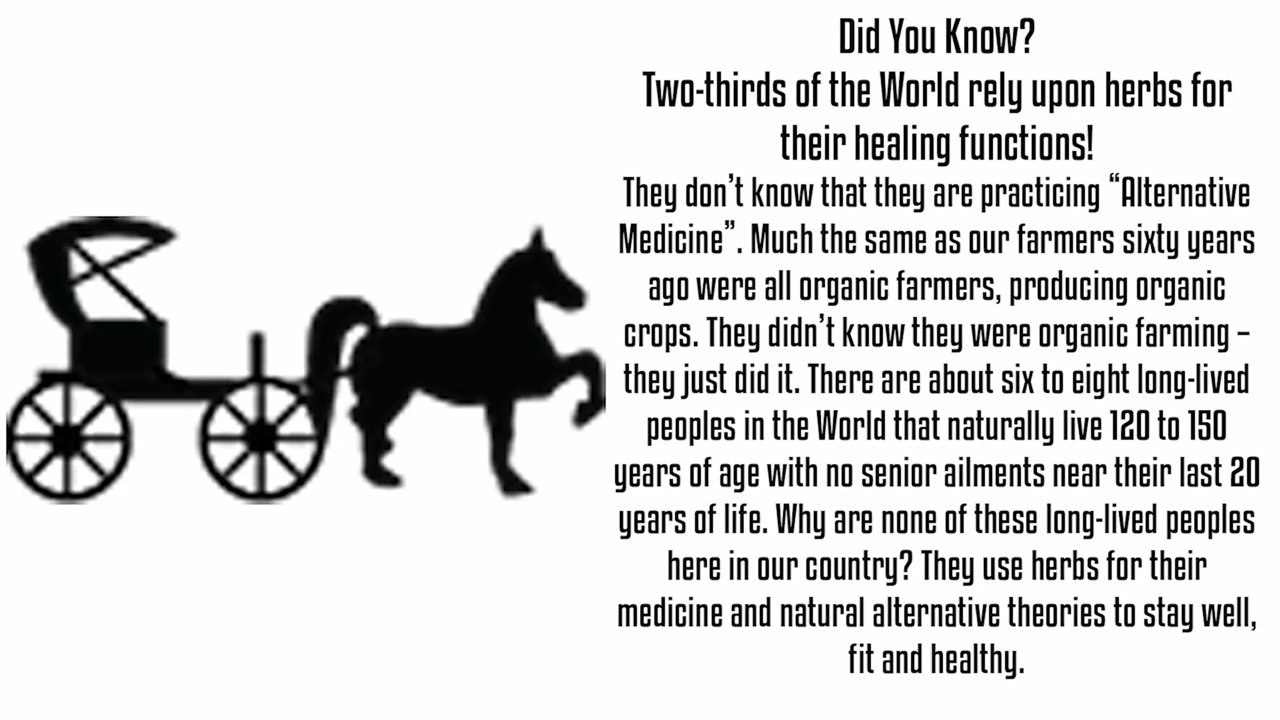 Did You Know?
Two-thirds of the World rely upon herbs for
their healing functions!
They don’t know that they are practicing “Alternative
Medicine”. Much the same as our farmers sixty years
ago were all organic farmers, producing organic
crops. They didn’t know they were organic farming –
they just did it. There are about six to eight long-lived
peoples in the World that naturally live 120 to 150
years of age with no senior ailments near their last 20
years of life. Why are none of these long-lived peoples
here in our country? They use herbs for their
medicine and natural alternative theories to stay well,
fit and healthy.